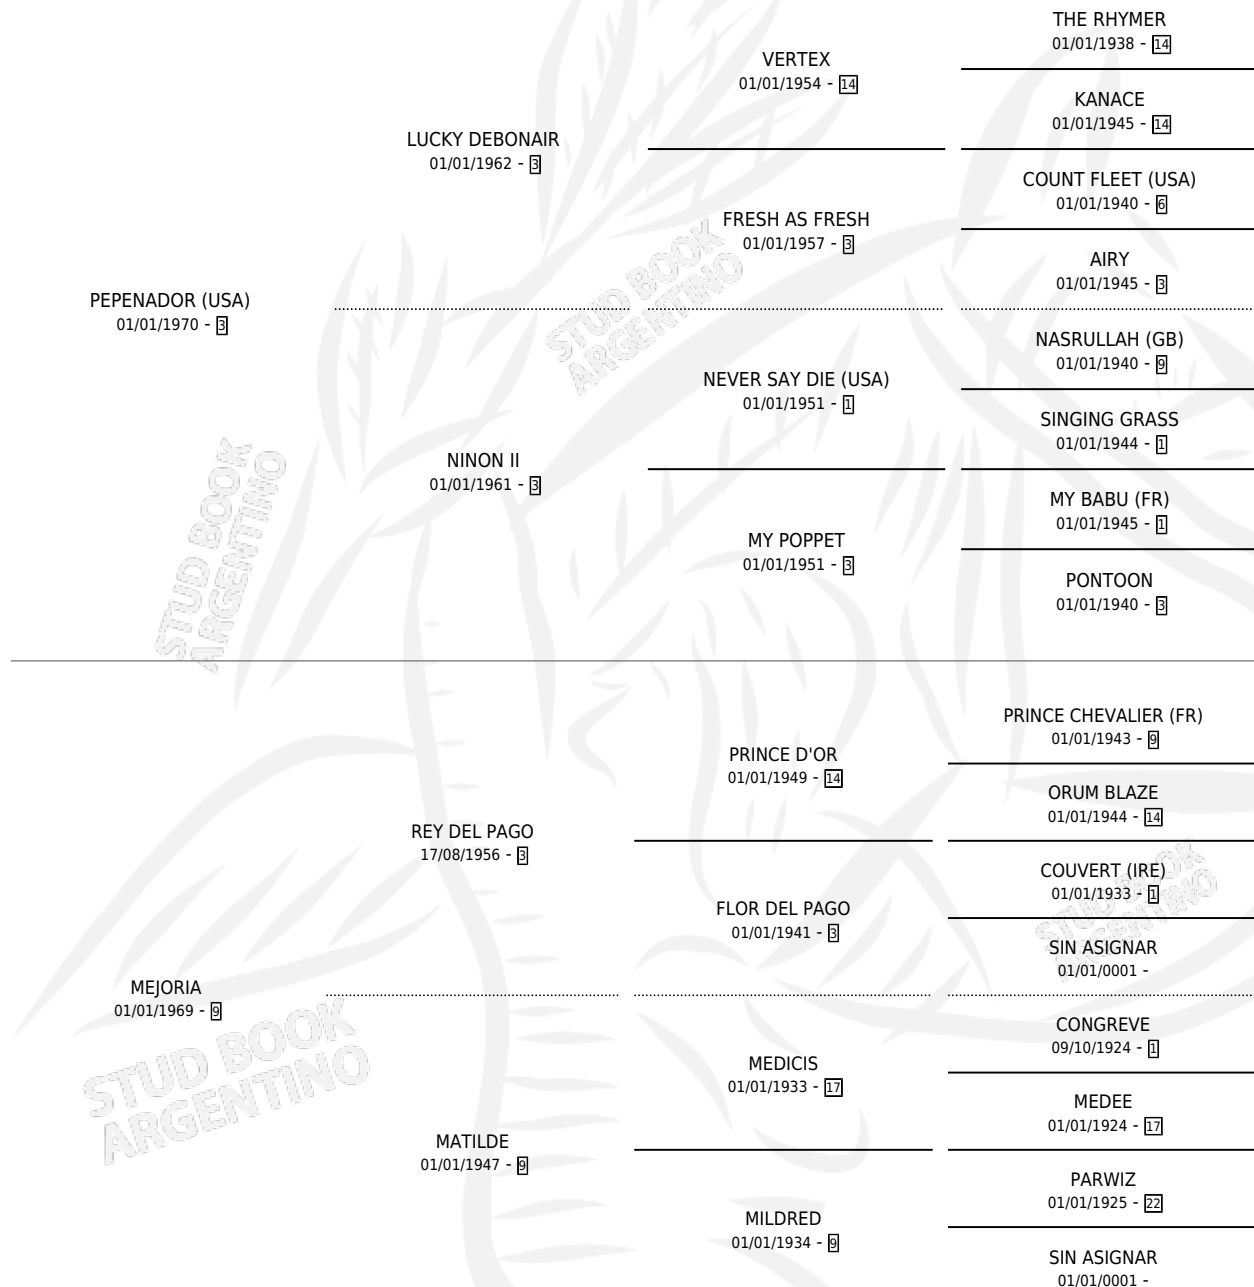 THE RHYMER
01/01/1938 - 14
VERTEX
01/01/1954 - 14
KANACE
01/01/1945 - 14
LUCKY DEBONAIR
01/01/1962 - 3
COUNT FLEET (USA)
01/01/1940 - 6
FRESH AS FRESH
01/01/1957 - 3
AIRY
01/01/1945 - 3
PEPENADOR (USA)
01/01/1970 - 3
NASRULLAH (GB)
01/01/1940 - 9
NEVER SAY DIE (USA)
01/01/1951 - 1
SINGING GRASS
01/01/1944 - 1
NINON II
01/01/1961 - 3
MY BABU (FR)
01/01/1945 - 1
MY POPPET
01/01/1951 - 3
PONTOON
01/01/1940 - 3
PRINCE CHEVALIER (FR)
01/01/1943 - 9
PRINCE D'OR
01/01/1949 - 14
ORUM BLAZE
01/01/1944 - 14
REY DEL PAGO
17/08/1956 - 3
COUVERT (IRE)
01/01/1933 - 1
FLOR DEL PAGO
01/01/1941 - 3
SIN ASIGNAR
01/01/0001 -
MEJORIA
01/01/1969 - 9
CONGREVE
09/10/1924 - 1
MEDICIS
01/01/1933 - 17
MEDEE
01/01/1924 - 17
MATILDE
01/01/1947 - 9
PARWIZ
01/01/1925 - 22
MILDRED
01/01/1934 - 9
SIN ASIGNAR
01/01/0001 -
STUD BOOK
ARGENTINO
STUD BOOK
ARGENTINO
STUD BOOK
ARGENTINO
STUD BOOK
ARGENTINO